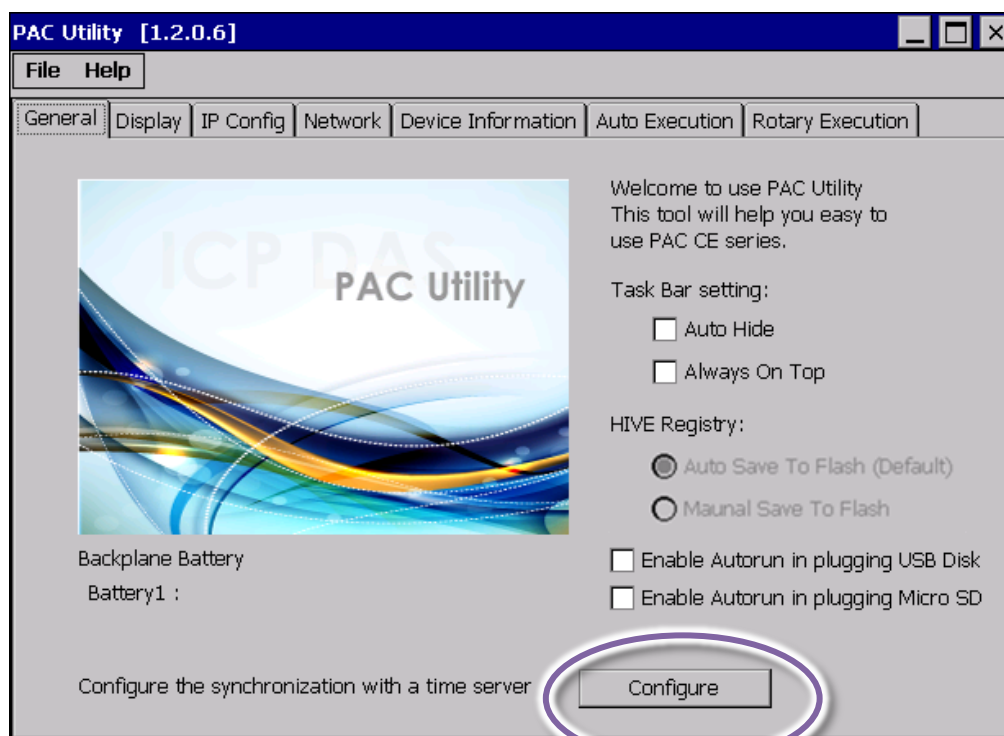 PAC Utility [1.2.0.6]
File Help
General Display IP Config Network Device Information Auto Execution Rotary Execution
ICP DAS
PAC Utility
Welcome to use PAC Utility
This tool will help you easy to
use PAC CE series.
Task Bar setting:
Auto Hide
Always On Top
HIVE Registry:
Auto Save To Flash (Default)
Maunal Save To Flash
Backplane Battery
Battery1 :
Enable Autorun in plugging USB Disk
Enable Autorun in plugging Micro SD
Configure the synchronization with a time server
Configure